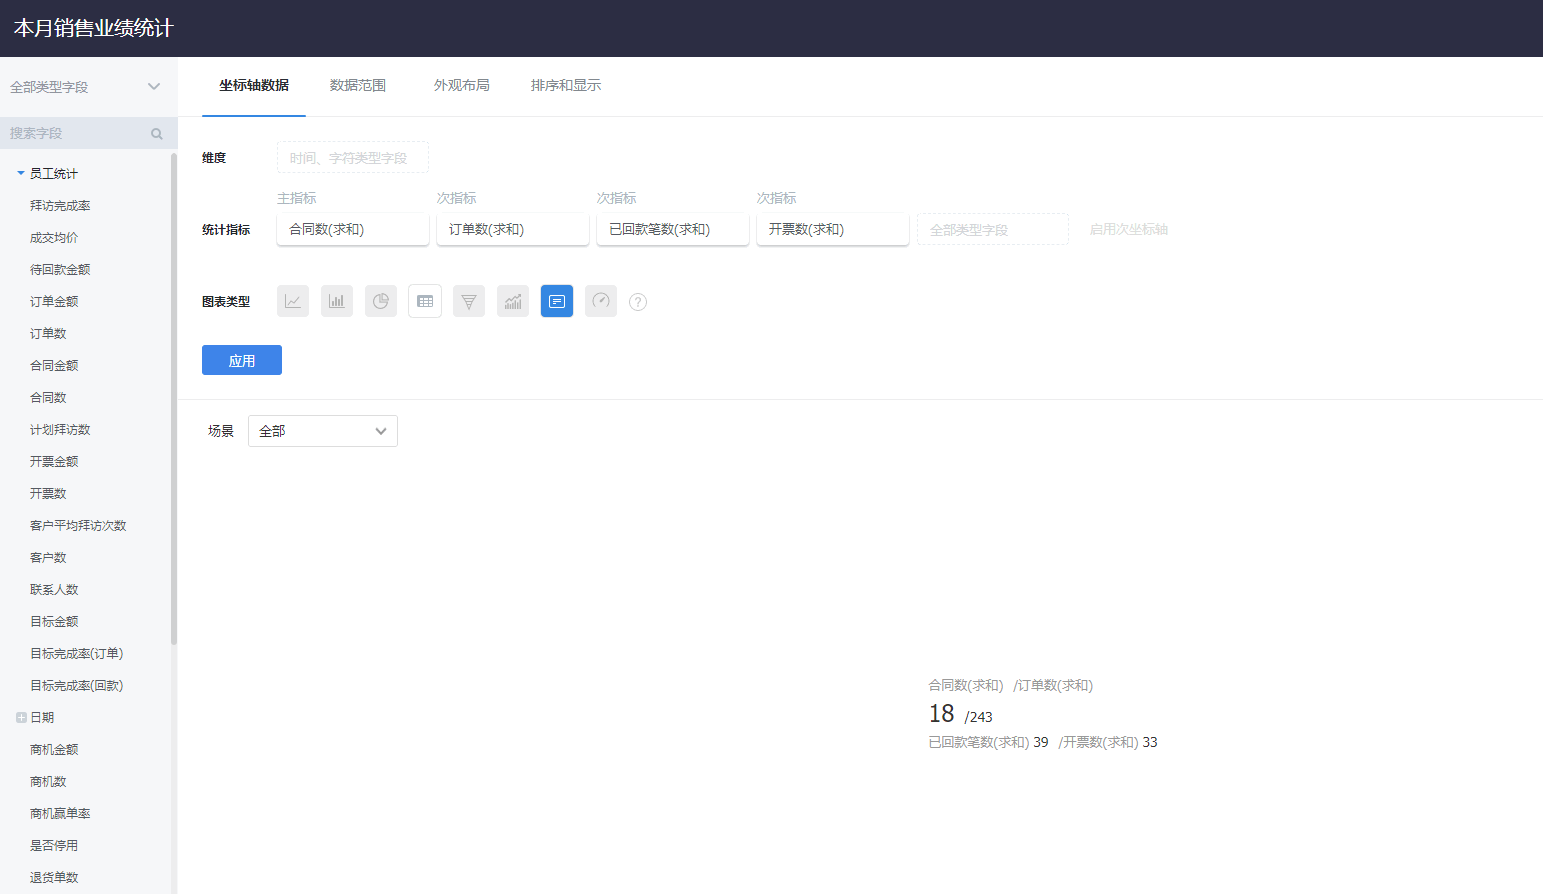 本月销售业绩统计
全部类型字段
搜索字段
员工统计
拜访完成率
成交均价
待回款金额
订单金额
订单数
合同金额
合同数
计划拜访数
开票金额
开票数
客户平均拜访次数
客户数
联系人数
目标金额
目标完成率(订单)
目标完成率(回款)
日期
商机金额
商机数
商机赢单率
是否停用
退货单数
坐标轴数据 数据范围 外观布局 排序和显示
维度 时间、字符类型字段
主指标 次指标 次指标 次指标
统计指标 合同数(求和) 订单数(求和) 已回款笔数(求和) 开票数(求和) 全部类型字段 启用次坐标轴
图表类型 ?
应用
场景 全部
合同数(求和) /订单数(求和)
18 /243
已回款笔数(求和) 39 /开票数(求和) 33